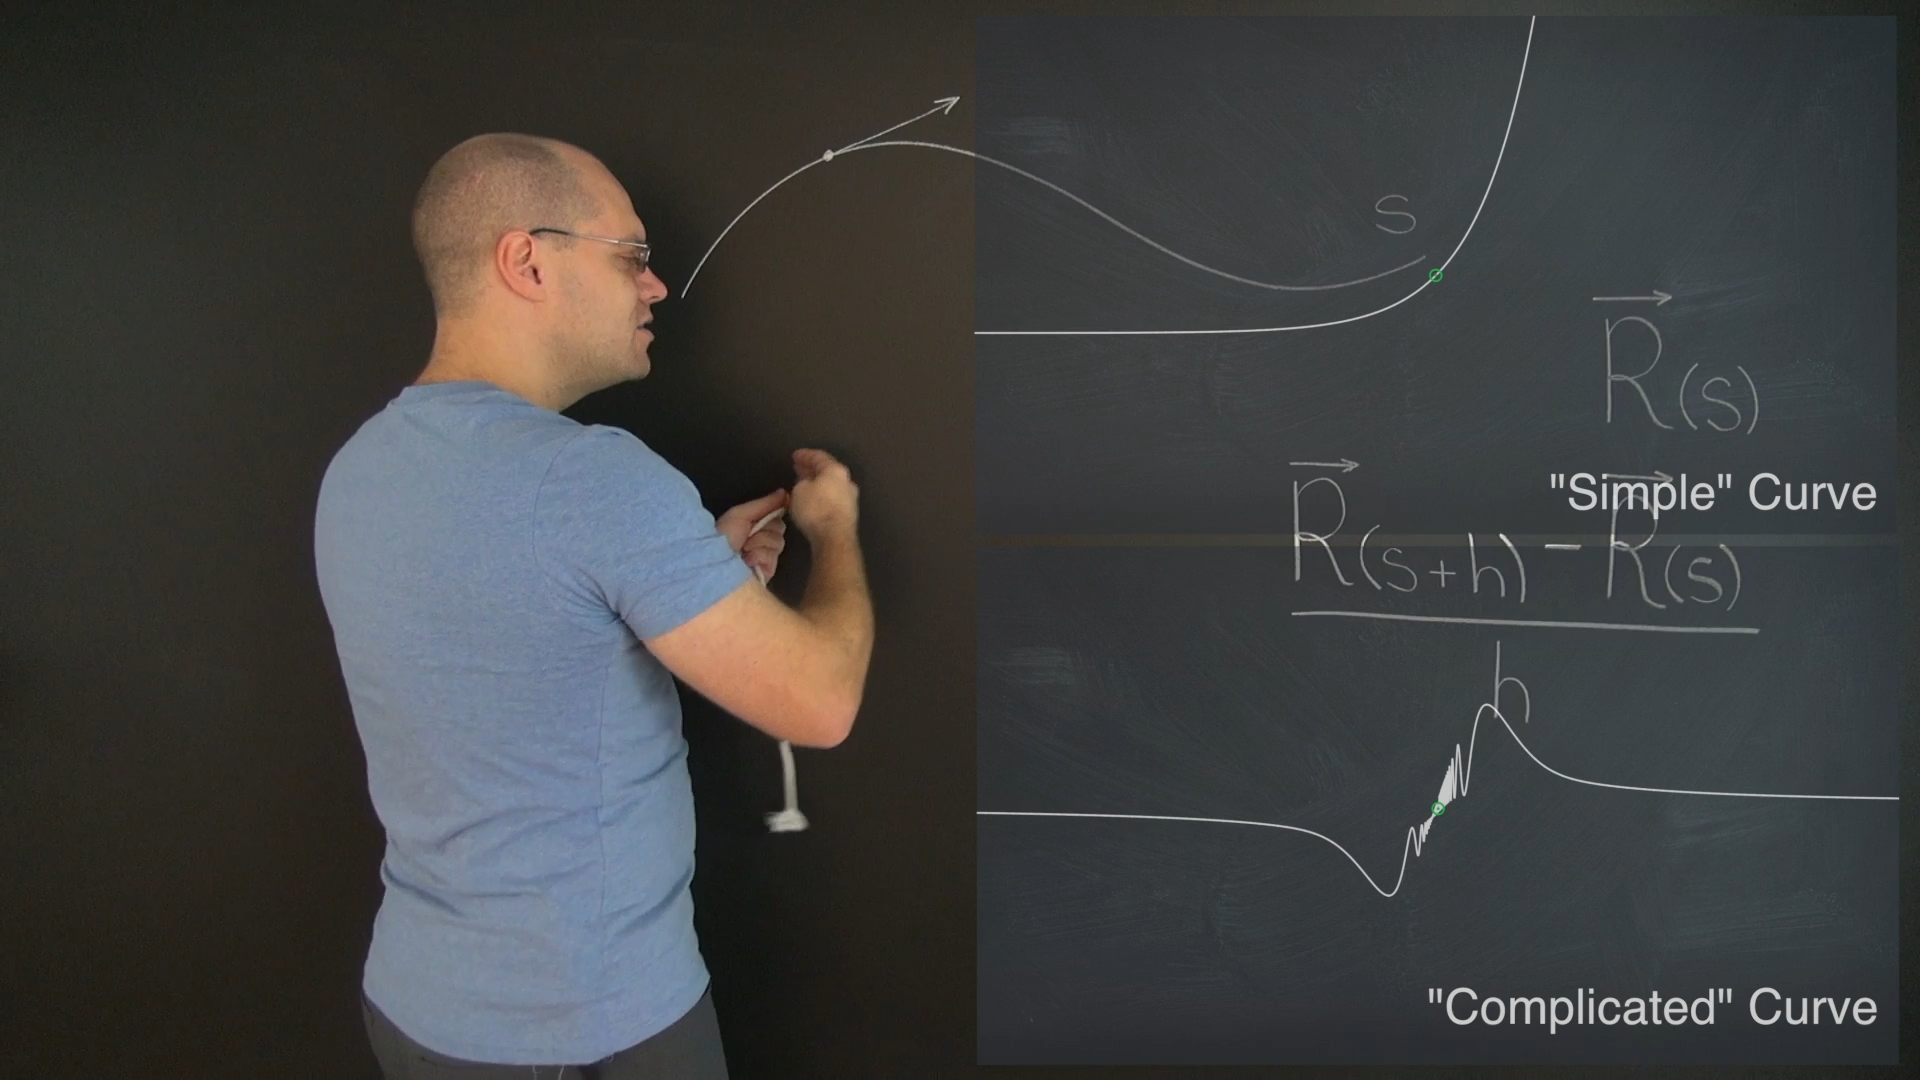 S
R(s)
"Simple" Curve
R(s+h) - R(s)
h
"Complicated" Curve